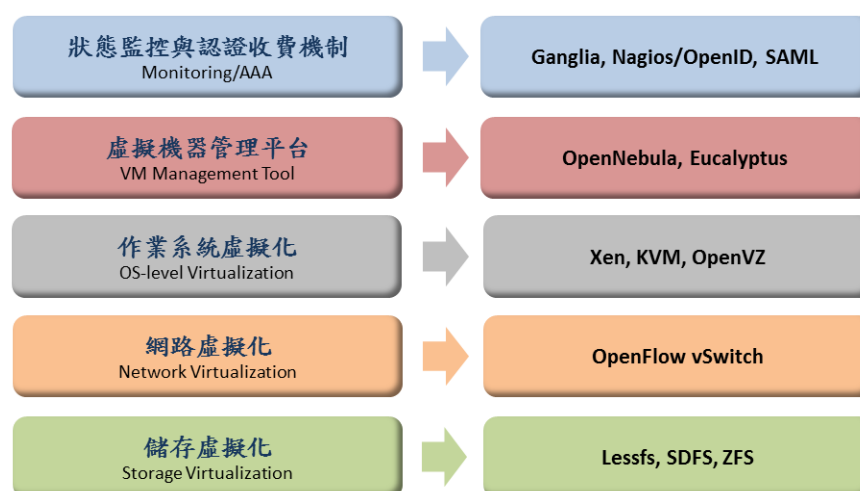 狀態監控與認證收費機制
Monitoring/AAA
Ganglia, Nagios/OpenID, SAML
虛擬機器管理平台
VM Management Tool
OpenNebula, Eucalyptus
作業系統虛擬化
OS-level Virtualization
Xen, KVM, OpenVZ
網路虛擬化
Network Virtualization
OpenFlow vSwitch
儲存虛擬化
Storage Virtualization
Lessfs, SDFS, ZFS